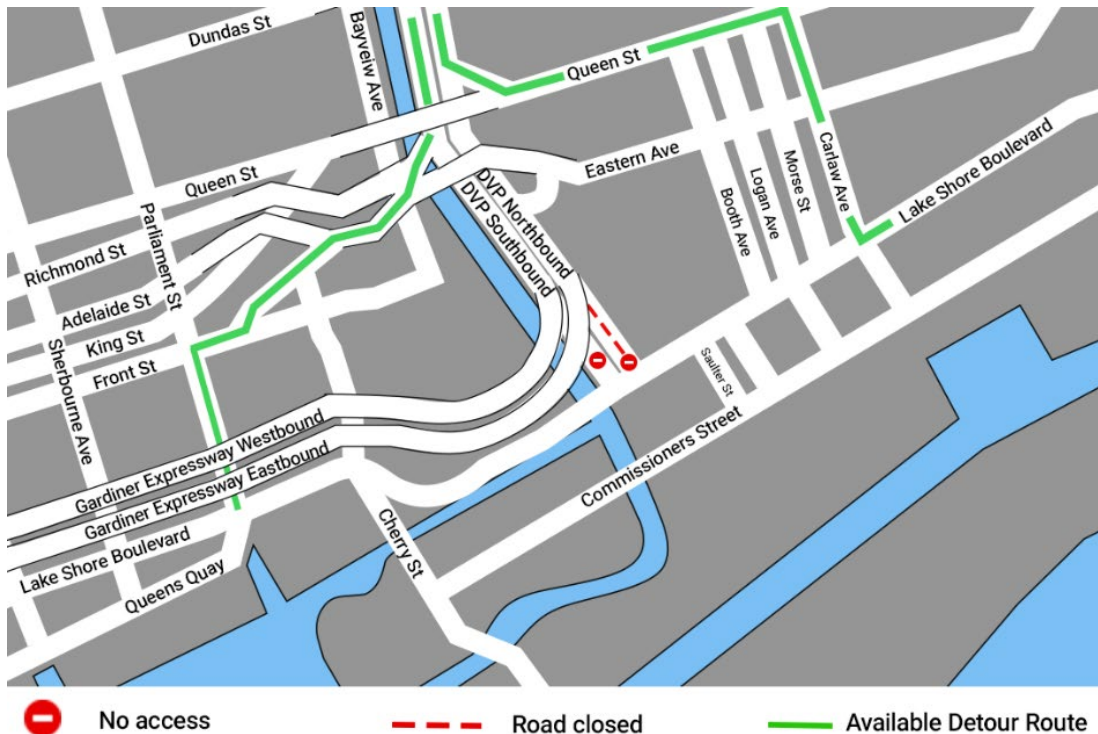 Dundas St
Bayveiw Ave
Queen St
Queen St
Eastern Ave
Carlaw Ave
Lake Shore Boulevard
Morse St
Logan Ave
Booth Ave
DVP Northbound
DVP Southbound
Parliament St
Richmond St
Adelaide St
King St
Front St
Sherbourne Ave
Saulter St
Gardiner Expressway Westbound
Gardiner Expressway Eastbound
Commissioners Street
Lake Shore Boulevard
Cherry St
Queens Quay
No access
Road closed
Available Detour Route